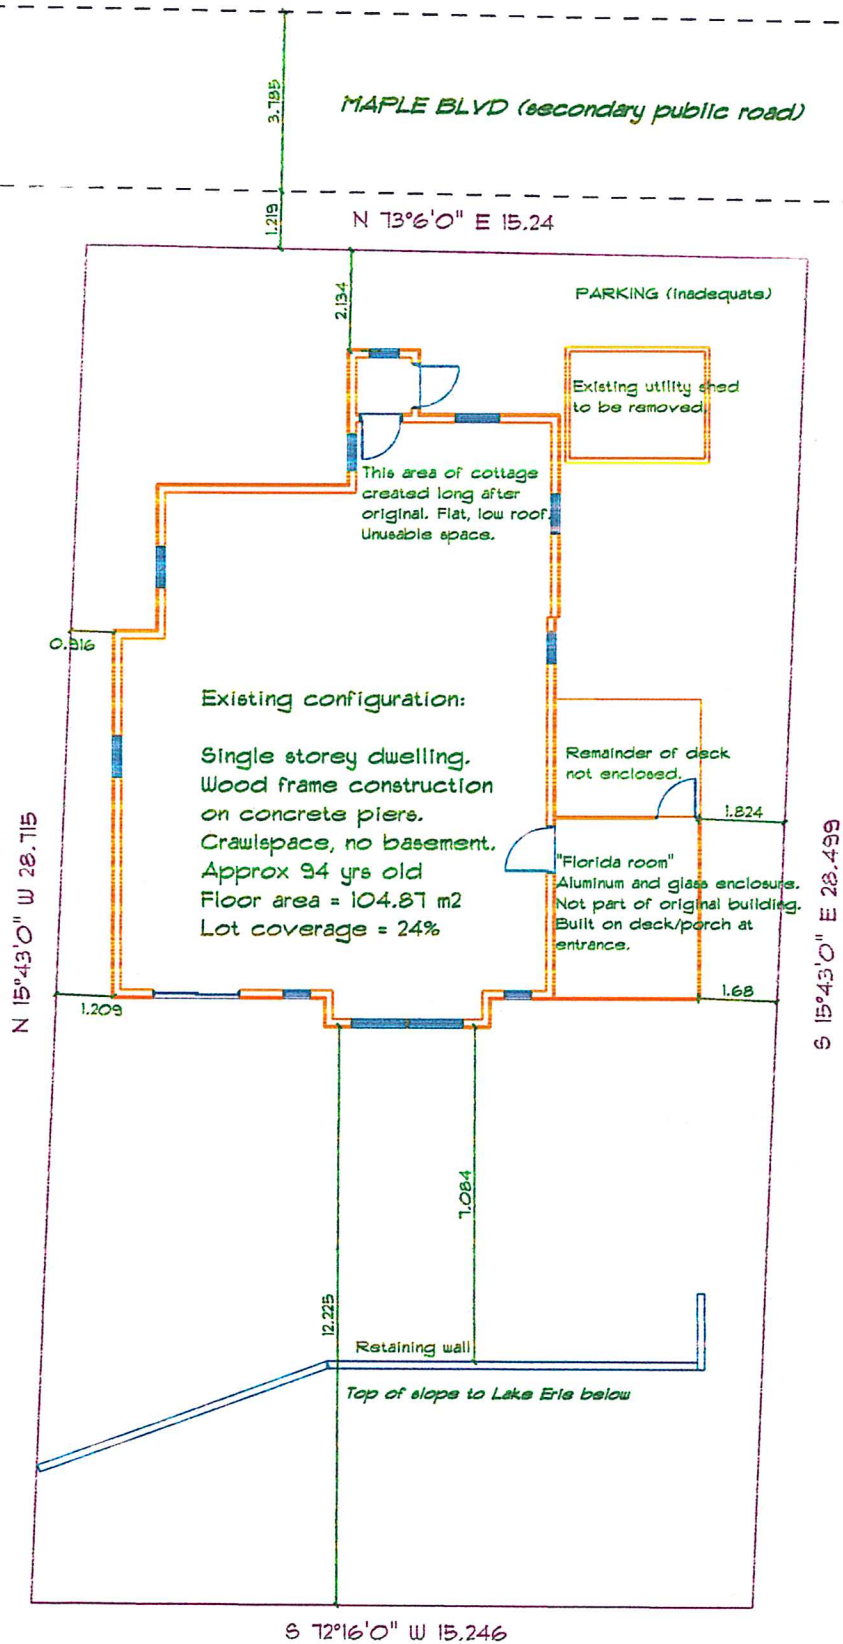 3.785
MAPLE BLVD (secondary public road)
1.219
N 73°6'0" E 15.24
2.134
PARKING (inadequate)
Existing utility shed
to be removed.
This area of cottage
created long after
original. Flat, low roof.
Unusable space.
0.916
Existing configuration:
Single storey dwelling.
Wood frame construction
on concrete piers.
Crawlspace, no basement.
Approx 94 yrs old
Floor area = 104.87 m2
Lot coverage = 24%
Remainder of deck
not enclosed.
1.824
"Florida room"
Aluminum and glass enclosure.
Not part of original building.
Built on deck/porch at
entrance.
N 15°43'0" W 28.715
S 15°43'0" E 28.499
1.209
1.68
7.084
12.225
Retaining wall
Top of slope to Lake Erie below
S 72°16'0" W 15.246